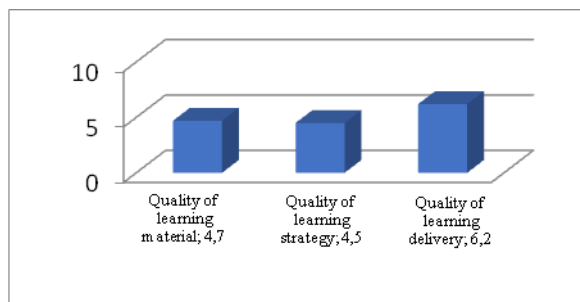 10
5
0
Quality of
learning
material; 4,7
Quality of
learning
strategy; 4,5
Quality of
learning
delivery; 6,2